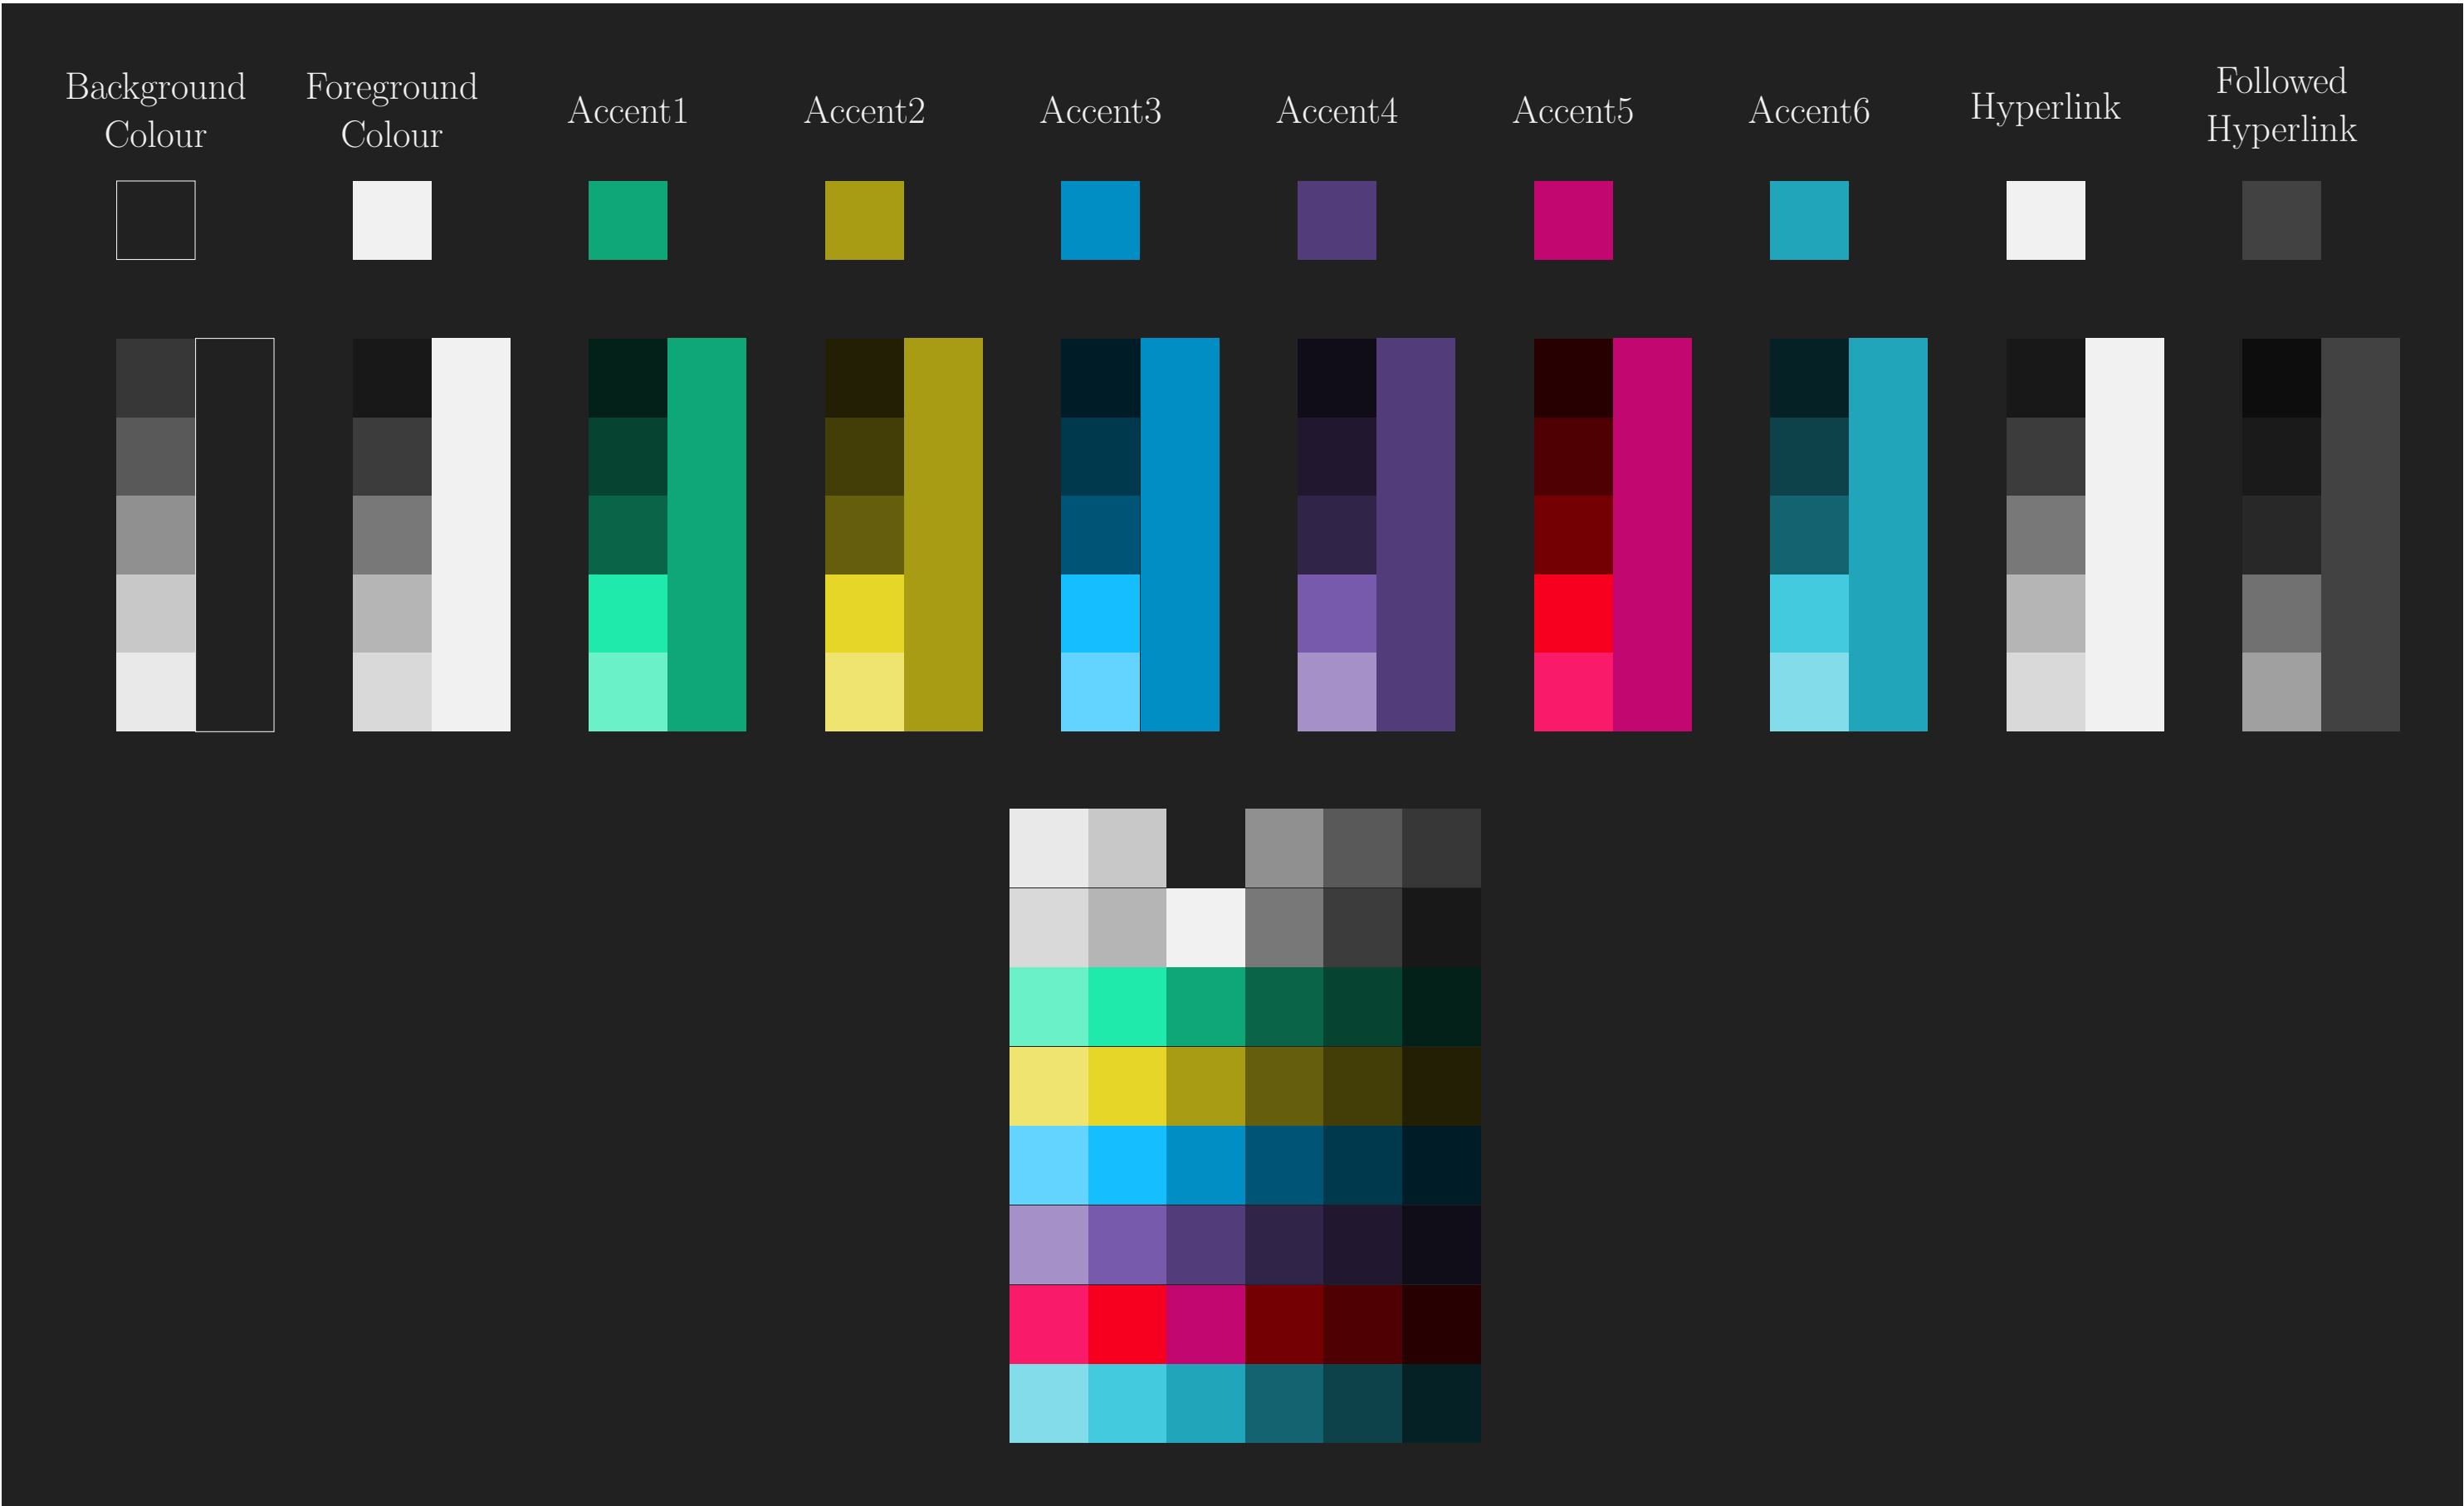 Background
Colour
Foreground
Colour
Accent1
Accent2
Accent3
Accent4
Accent5
Accent6
Hyperlink
Followed
Hyperlink